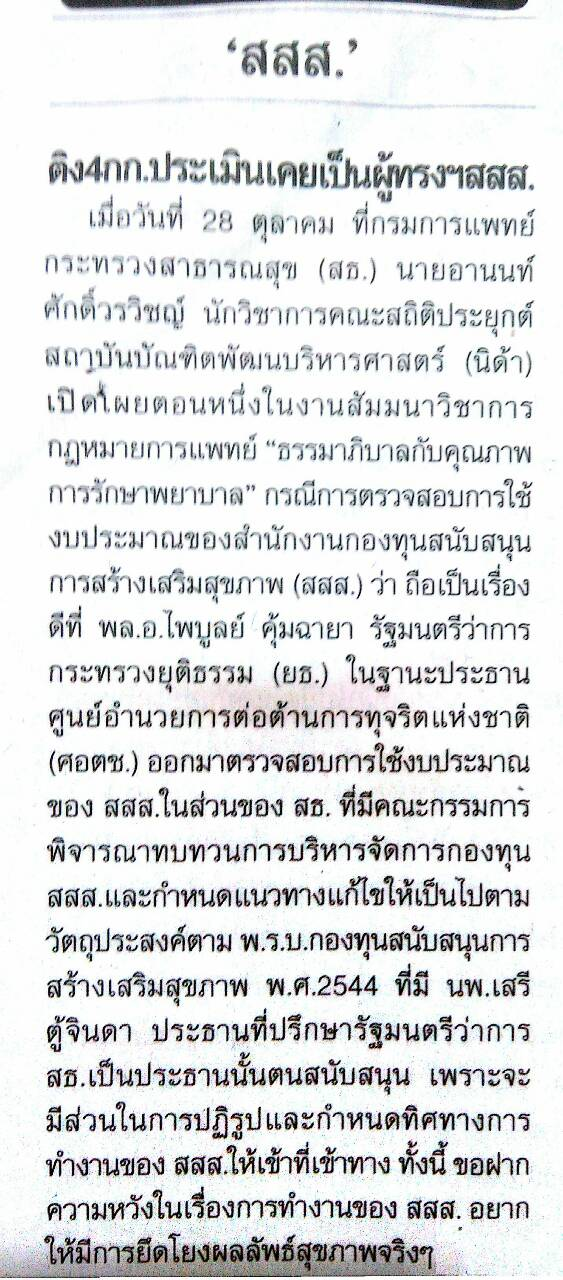 ‘สสส.’
ติง4กก.ประเมินเคยเป็นผู้ทรงฯสสส.
เมื่อวันที่ 28 ตุลาคม ที่กรมการแพทย์
กระทรวงสาธารณสุข (สธ.) นายอานนท์
ศักดิ์วรวิชญ์ นักวิชาการคณะสถิติประยุกต์
สถาบันบัณฑิตพัฒนบริหารศาสตร์ (นิด้า)
เปิดเผยตอนหนึ่งในงานสัมมนาวิชาการ
กฎหมายการแพทย์ “ธรรมาภิบาลกับคุณภาพ
การรักษาพยาบาล” กรณีการตรวจสอบการใช้
งบประมาณของสำนักงานกองทุนสนับสนุน
การสร้างเสริมสุขภาพ (สสส.) ว่า ถือเป็นเรื่อง
ดีที่ พล.อ.ไพบูลย์ คุ้มฉายา รัฐมนตรีว่าการ
กระทรวงยุติธรรม (ยธ.) ในฐานะประธาน
ศูนย์อำนวยการต่อต้านการทุจริตแห่งชาติ
(ศอตช.) ออกมาตรวจสอบการใช้งบประมาณ
ของ สสส.ในส่วนของ สธ. ที่มีคณะกรรมการ
พิจารณาทบทวนการบริหารจัดการกองทุน
สสส.และกำหนดแนวทางแก้ไขให้เป็นไปตาม
วัตถุประสงค์ตาม พ.ร.บ.กองทุนสนับสนุนการ
สร้างเสริมสุขภาพ พ.ศ.2544 ที่มี นพ.เสรี
ตู้จินดา ประธานที่ปรึกษารัฐมนตรีว่าการ
สธ.เป็นประธานนั้นตนสนับสนุน เพราะจะ
มีส่วนในการปฏิรูปและกำหนดทิศทางการ
ทำงานของ สสส.ให้เข้าที่เข้าทาง ทั้งนี้ ขอฝาก
ความหวังในเรื่องการทำงานของ สสส. อยาก
ให้มีการยึดโยงผลลัพธ์สุขภาพจริงๆ